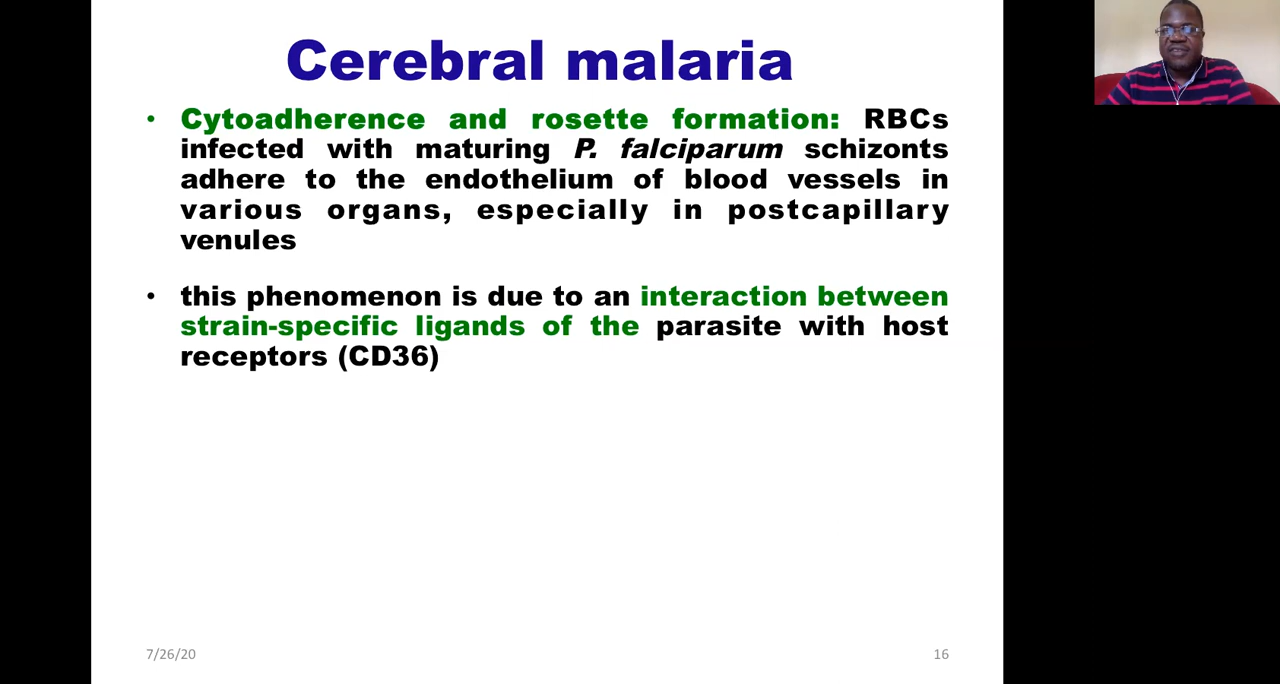 Cerebral malaria
• Cytoadherence and rosette formation: RBCs
infected with maturing P. falciparum schizonts
adhere to the endothelium of blood vessels in
various organs, especially in postcapillary
venules
• this phenomenon is due to an interaction between
strain-specific ligands of the parasite with host
receptors (CD36)
7/26/20
16